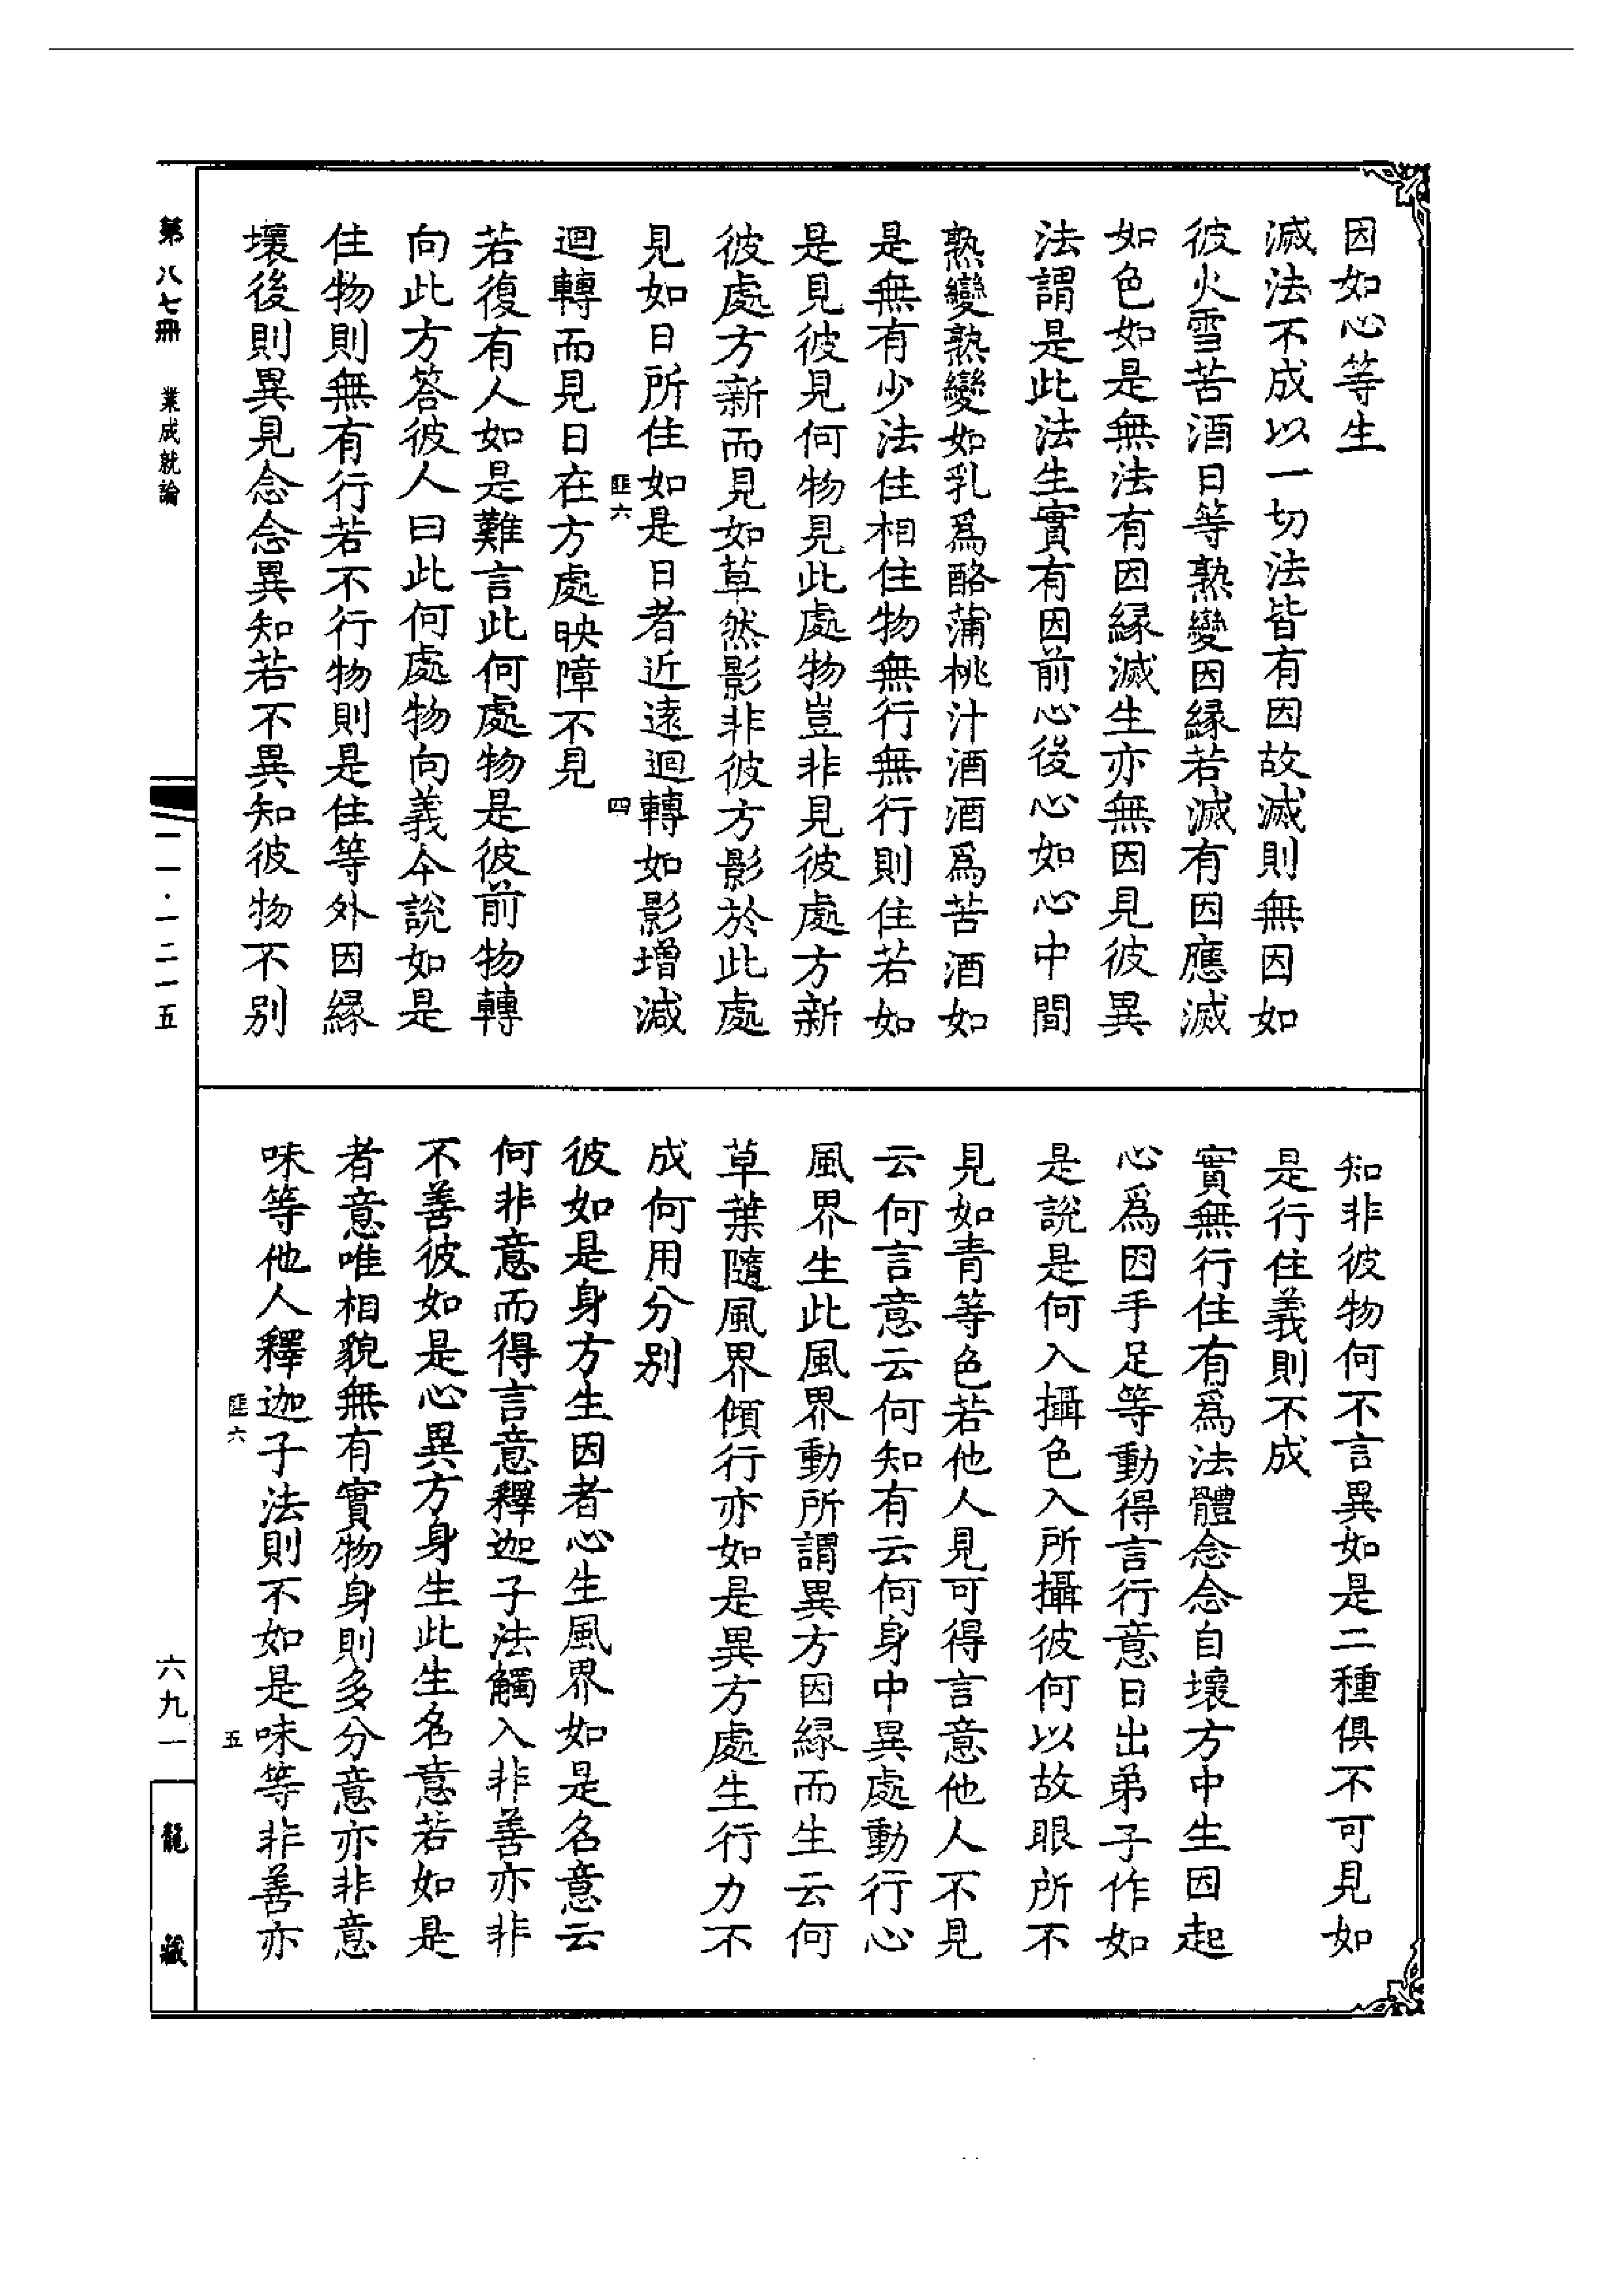 因如心等生
滅法不成以一切法皆有因故滅則無因如
彼火雪苦酒日等熟變因緣若滅有因應滅
如色如是無法有因緣滅生亦無因見彼異
法謂是此法生實有因前心後心如心中間
熟變熟變如乳為酪蒲桃汁酒酒為苦酒如
是無有少法住相住物無行無行則住若如
是見彼見何物見此處物豈非見彼處方新
彼處方新而見如草然影非彼方影於此處
見如日所住如是日者近遠迴轉如影增減
匪六
四
迴轉而見日在方處映障不見
若復有人如是難言此何處物是彼前物轉
向此方答彼人曰此何處物向義今說如是
住物則無有行若不行物則是住等外因緣
壞後則異見念念異知若不異知彼物不別
知非彼物何不言異如是二種俱不可見如
是行住義則不成
實無行住有為法體念念自壞方中生因起
心為因手足等動得言行意日出弟子作如
是說是何入攝色入所攝彼何以故眼所不
見如青等色若他人見可得言意他人不見
云何言意云何知有云何身中異處動行心
風界生此風界動所謂異方因緣而生云何
草葉隨風界傾行亦如是異方處生行力不
成何用分別
彼如是身方生因者心生風界如是名意云
何非意而得言意釋迦子法觸入非善亦非
不善彼如是心異方身生此生名意若如是
者意唯相貌無有實物身則多分意亦非意
味等他人釋迦子法則不如是味等非善亦
匪六
五
第八七冊
業成就論
一一·一二一五
六九一
龍藏